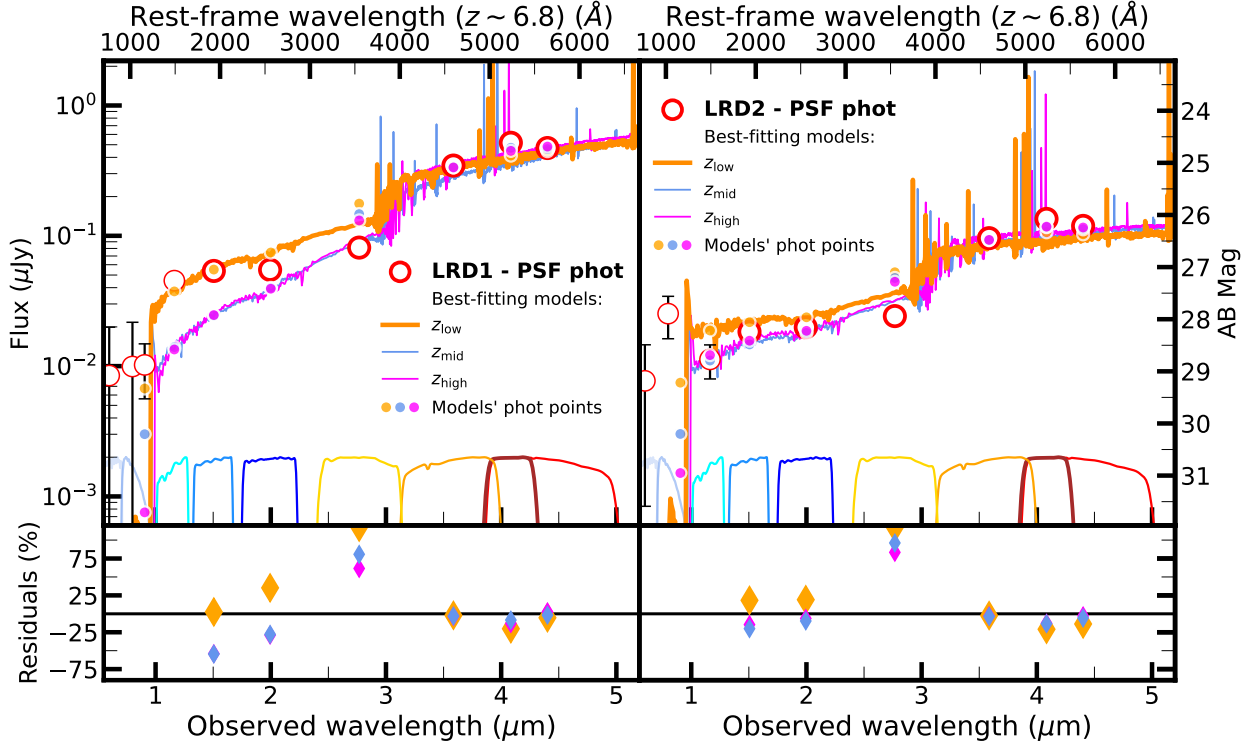 Rest-frame wavelength (z ~ 6.8) (Å)
Rest-frame wavelength (z ~ 6.8) (Å)
1000 2000 3000 4000 5000 6000
1000 2000 3000 4000 5000 6000
Flux (μJy)
10⁰
10⁻¹
10⁻²
10⁻³
LRD1 - PSF phot
Best-fitting models:
z_low
z_mid
z_high
Models' phot points
LRD2 - PSF phot
Best-fitting models:
z_low
z_mid
z_high
Models' phot points
24
25
26
27
28
29
30
31
AB Mag
Residuals (%)
75
25
−25
−75
1 2 3 4 5
1 2 3 4 5
Observed wavelength (μm)
Observed wavelength (μm)